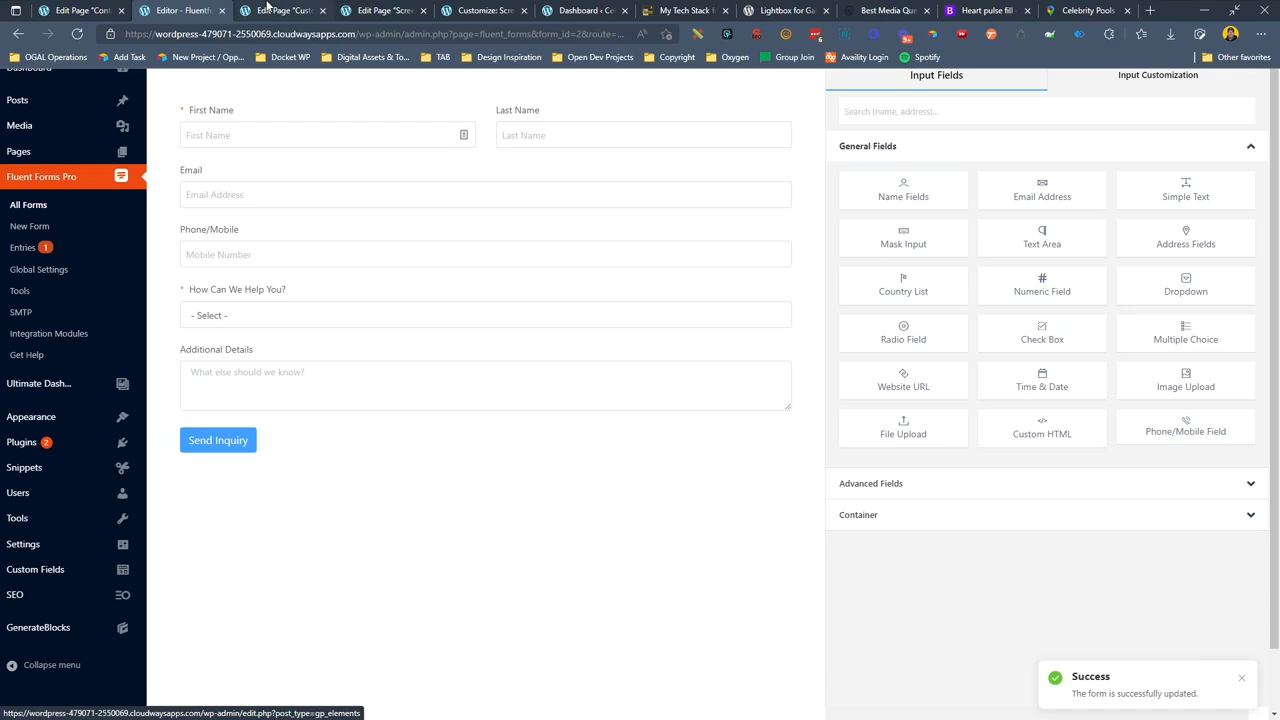 Edit Page "Cont
Editor - Fluentf
Edit Page "Custo
Edit Page "Scree
Customize: Scre
Dashboard ‹ Cel
My Tech Stack I
Lightbox for Ga
Best Media Que
Heart pulse fill
Celebrity Pools
https://wordpress-479071-2550069.cloudwaysapps.com/wp-admin/admin.php?page=fluent_forms&form_id=2&route=...
OGAL Operations
Add Task
New Project / Opp...
Docket WP
Digital Assets & To...
TAB
Design Inspiration
Open Dev Projects
Copyright
Oxygen
Group Join
Availity Login
Spotify
Other favorites
Dashboard
Posts
Media
Pages
Fluent Forms Pro
All Forms
New Form
Entries 1
Global Settings
Tools
SMTP
Integration Modules
Get Help
Ultimate Dash...
Appearance
Plugins 2
Snippets
Users
Tools
Settings
Custom Fields
SEO
GenerateBlocks
Collapse menu
* First Name
Last Name
First Name
Last Name
Email
Email Address
Phone/Mobile
Mobile Number
* How Can We Help You?
- Select -
Additional Details
What else should we know?
Send Inquiry
Input Fields
Input Customization
Search (name, address)...
General Fields
Name Fields
Email Address
Simple Text
Mask Input
Text Area
Address Fields
Country List
Numeric Field
Dropdown
Radio Field
Check Box
Multiple Choice
Website URL
Time & Date
Image Upload
File Upload
Custom HTML
Phone/Mobile Field
Advanced Fields
Container
Success
The form is successfully updated.
https://wordpress-479071-2550069.cloudwaysapps.com/wp-admin/edit.php?post_type=gp_elements